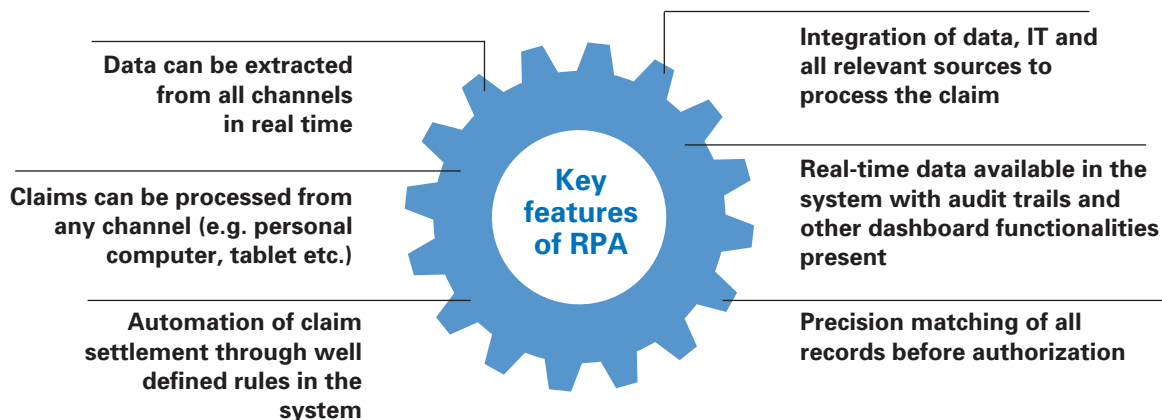 Data can be extracted
from all channels
in real time
Claims can be processed from
any channel (e.g. personal
computer, tablet etc.)
Automation of claim
settlement through well
defined rules in the
system
Key
features
of RPA
Integration of data, IT and
all relevant sources to
process the claim
Real-time data available in the
system with audit trails and
other dashboard functionalities
present
Precision matching of all
records before authorization